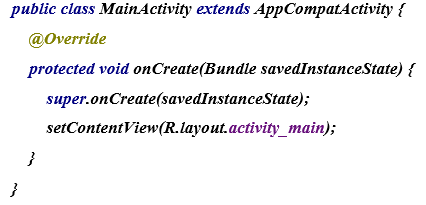 public class MainActivity extends AppCompatActivity {
@Override
protected void onCreate(Bundle savedInstanceState) {
super.onCreate(savedInstanceState);
setContentView(R.layout.activity_main);
}
}